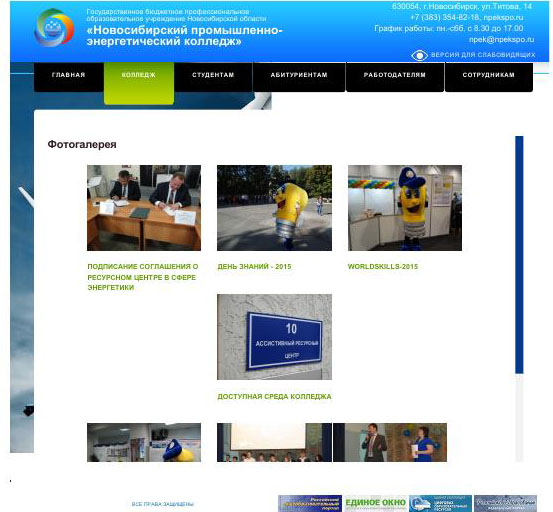 Государственное бюджетное профессиональное
образовательное учреждение Новосибирской области
«Новосибирский промышленно-
энергетический колледж»
630054, г.Новосибирск, ул.Титова, 14
+7 (383) 354-82-18, npekspo.ru
График работы: пн.-сбб. с 8.30 до 17.00
npek@npekspo.ru
ВЕРСИЯ ДЛЯ СЛАБОВИДЯЩИХ
ГЛАВНАЯ
КОЛЛЕДЖ
СТУДЕНТАМ
АБИТУРИЕНТАМ
РАБОТОДАТЕЛЯМ
СОТРУДНИКАМ
Фотогалерея
ПОДПИСАНИЕ СОГЛАШЕНИЯ О
РЕСУРСНОМ ЦЕНТРЕ В СФЕРЕ
ЭНЕРГЕТИКИ
ДЕНЬ ЗНАНИЙ - 2015
WORLDSKILLS-2015
10
АССИСТИВНЫЙ РЕСУРСНЫЙ
ЦЕНТР
ДОСТУПНАЯ СРЕДА КОЛЛЕДЖА
ВСЕ ПРАВА ЗАЩИЩЕНЫ
Российский
образовательный
портал
ЕДИНОЕ ОКНО